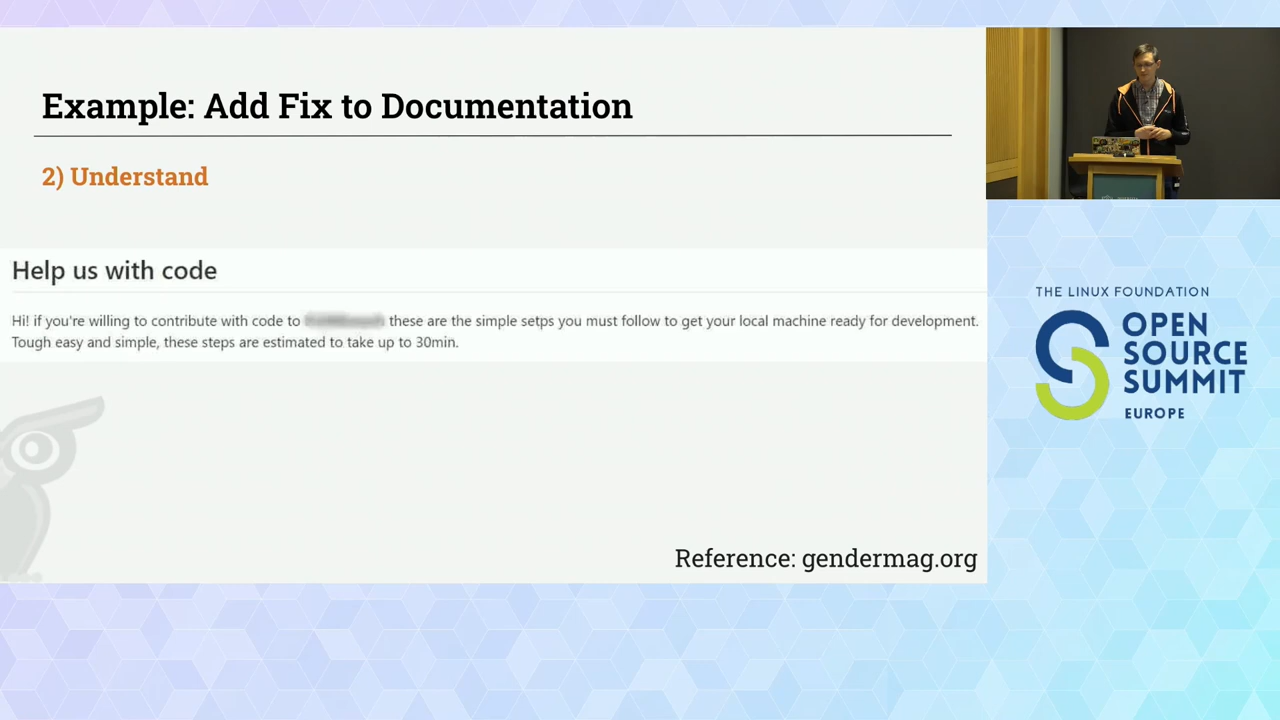 Example: Add Fix to Documentation
2) Understand
Help us with code
Hi! if you're willing to contribute with code to these are the simple setps you must follow to get your local machine ready for development.
Tough easy and simple, these steps are estimated to take up to 30min.
Reference: gendermag.org
THE LINUX FOUNDATION
OPEN
SOURCE
SUMMIT
EUROPE